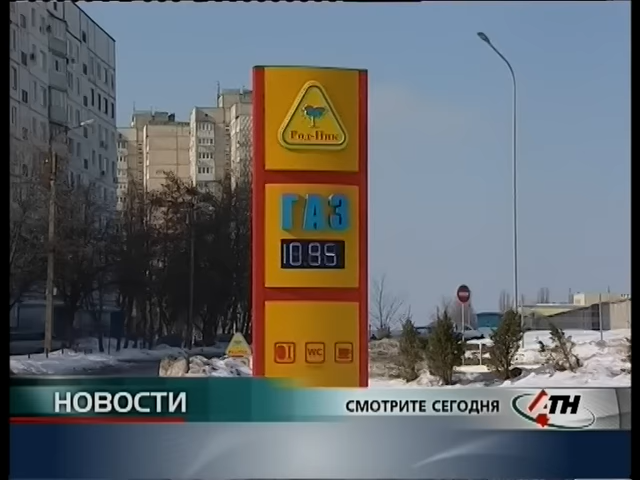 Род-Ник
ГАЗ
10.95
WC
НОВОСТИ
СМОТРИТЕ СЕГОДНЯ
АТН